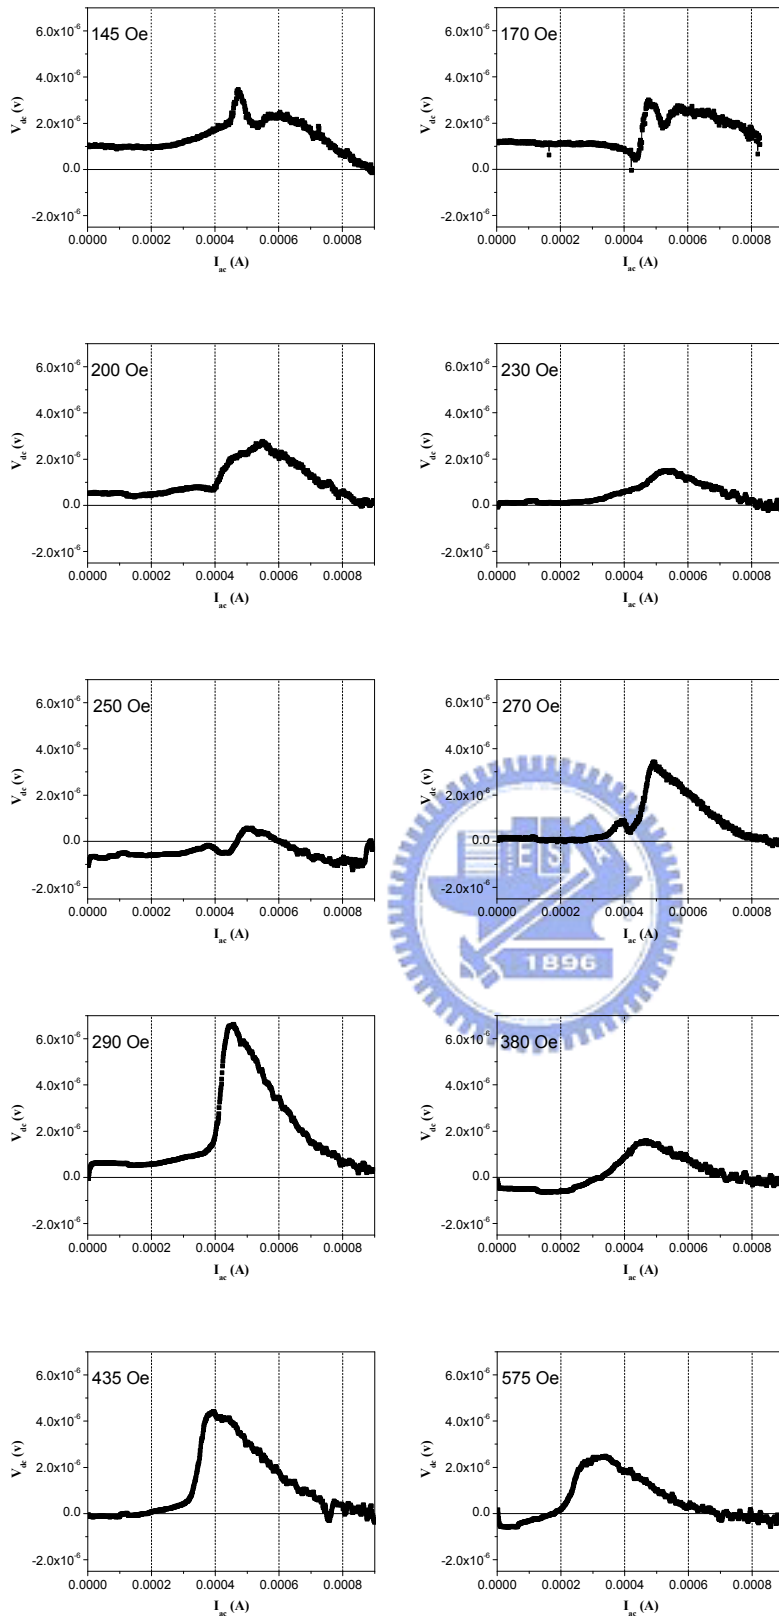 145 Oe
6.0x10⁻⁶
4.0x10⁻⁶
2.0x10⁻⁶
0.0
-2.0x10⁻⁶
V_dc (v)
0.0000 0.0002 0.0004 0.0006 0.0008
I_ac (A)
170 Oe
6.0x10⁻⁶
4.0x10⁻⁶
2.0x10⁻⁶
0.0
-2.0x10⁻⁶
V_dc (v)
0.0000 0.0002 0.0004 0.0006 0.0008
I_ac (A)
200 Oe
6.0x10⁻⁶
4.0x10⁻⁶
2.0x10⁻⁶
0.0
-2.0x10⁻⁶
V_dc (v)
0.0000 0.0002 0.0004 0.0006 0.0008
I_ac (A)
230 Oe
6.0x10⁻⁶
4.0x10⁻⁶
2.0x10⁻⁶
0.0
-2.0x10⁻⁶
V_dc (v)
0.0000 0.0002 0.0004 0.0006 0.0008
I_ac (A)
250 Oe
6.0x10⁻⁶
4.0x10⁻⁶
2.0x10⁻⁶
0.0
-2.0x10⁻⁶
V_dc (v)
0.0000 0.0002 0.0004 0.0006 0.0008
I_ac (A)
270 Oe
6.0x10⁻⁶
4.0x10⁻⁶
2.0x10⁻⁶
0.0
-2.0x10⁻⁶
V_dc (v)
0.0000 0.0002 0.0004 0.0006 0.0008
I_ac (A)
E S A
1896
290 Oe
6.0x10⁻⁶
4.0x10⁻⁶
2.0x10⁻⁶
0.0
-2.0x10⁻⁶
V_dc (v)
0.0000 0.0002 0.0004 0.0006 0.0008
I_ac (A)
380 Oe
6.0x10⁻⁶
4.0x10⁻⁶
2.0x10⁻⁶
0.0
-2.0x10⁻⁶
V_dc (v)
0.0000 0.0002 0.0004 0.0006 0.0008
I_ac (A)
435 Oe
6.0x10⁻⁶
4.0x10⁻⁶
2.0x10⁻⁶
0.0
-2.0x10⁻⁶
V_dc (v)
0.0000 0.0002 0.0004 0.0006 0.0008
I_ac (A)
575 Oe
6.0x10⁻⁶
4.0x10⁻⁶
2.0x10⁻⁶
0.0
-2.0x10⁻⁶
V_dc (v)
0.0000 0.0002 0.0004 0.0006 0.0008
I_ac (A)